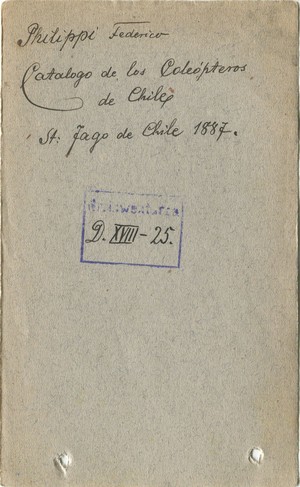 Philippi Federico
Catalogo de los Coleópteros
de Chile
St. Jago de Chile 1887.
D. XVIII - 25.